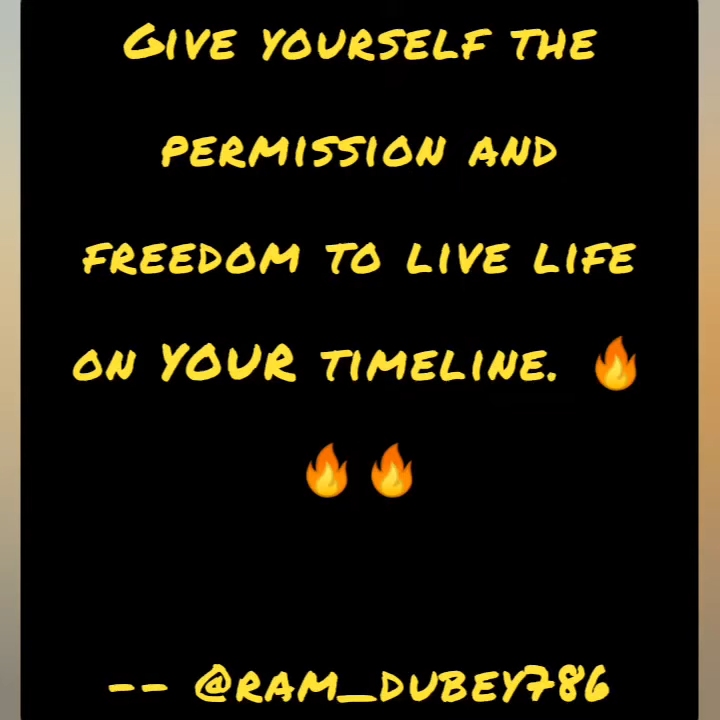 Give yourself the
permission and
freedom to live life
on YOUR timeline. 🔥
🔥🔥
-- @ram_dubey786